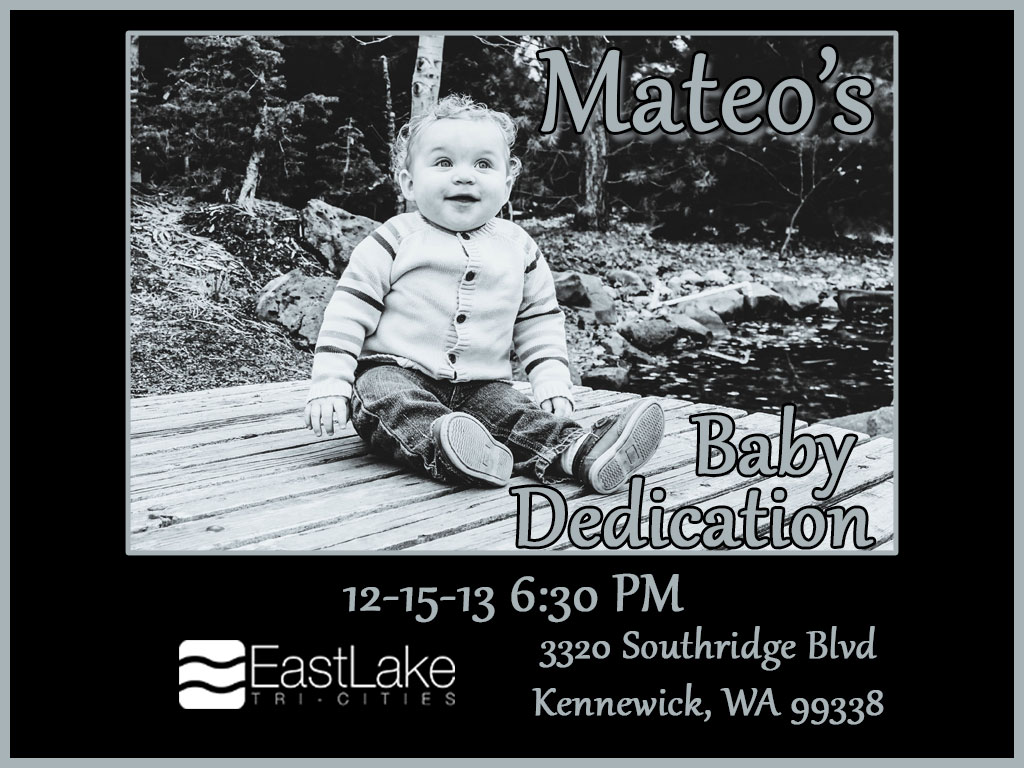 Mateo's
Baby
Dedication
12-15-13 6:30 PM
3320 Southridge Blvd
Kennewick, WA 99338
EastLake
TRI-CITIES